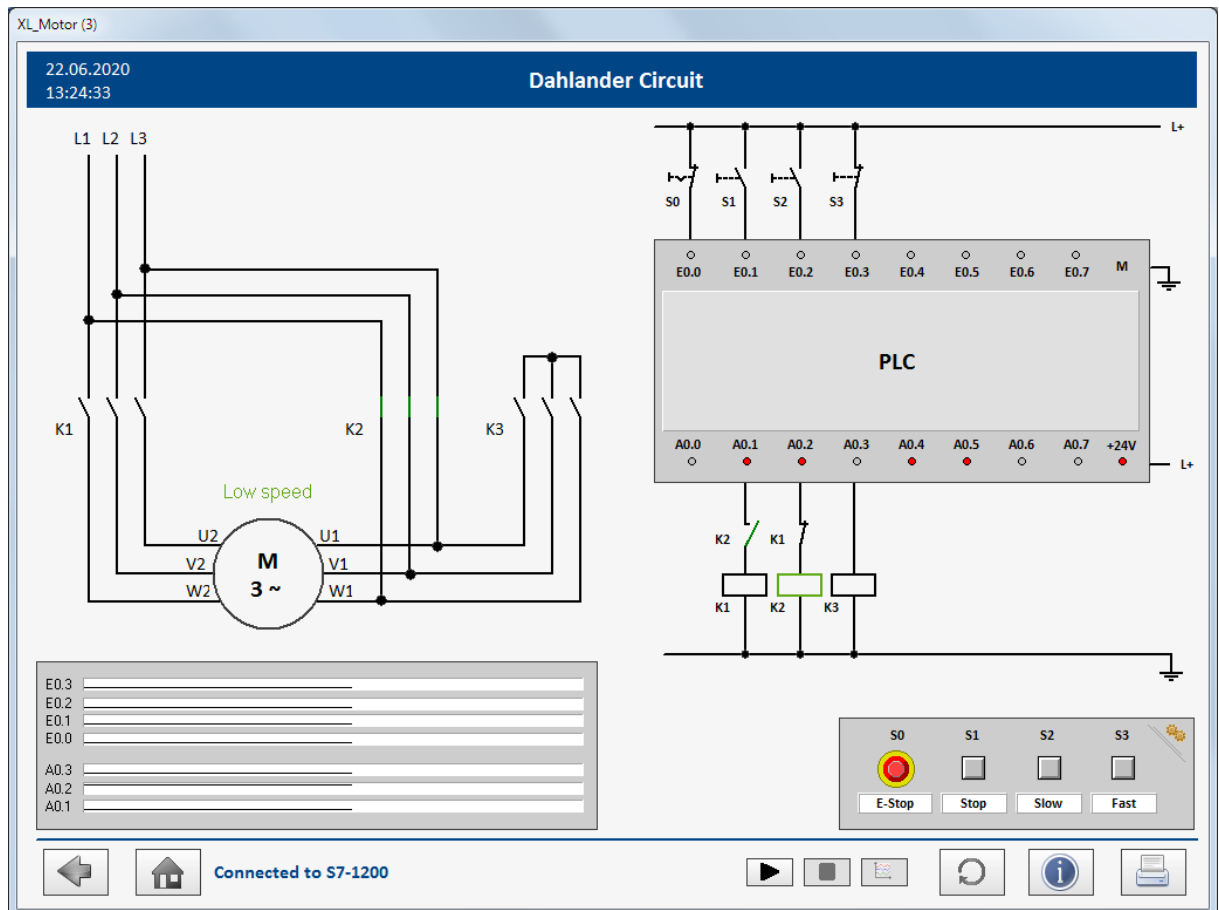 XL_Motor (3)
22.06.2020
13:24:33
Dahlander Circuit
L1 L2 L3
L+
S0 S1 S2 S3
E0.0 E0.1 E0.2 E0.3 E0.4 E0.5 E0.6 E0.7 M
PLC
K1 K2 K3
A0.0 A0.1 A0.2 A0.3 A0.4 A0.5 A0.6 A0.7 +24V
L+
Low speed
U2 U1
V2 M V1
W2 3 ~ W1
K2 K1
K1 K2 K3
E0.3
E0.2
E0.1
E0.0
A0.3
A0.2
A0.1
S0 S1 S2 S3
E-Stop Stop Slow Fast
Connected to S7-1200
i